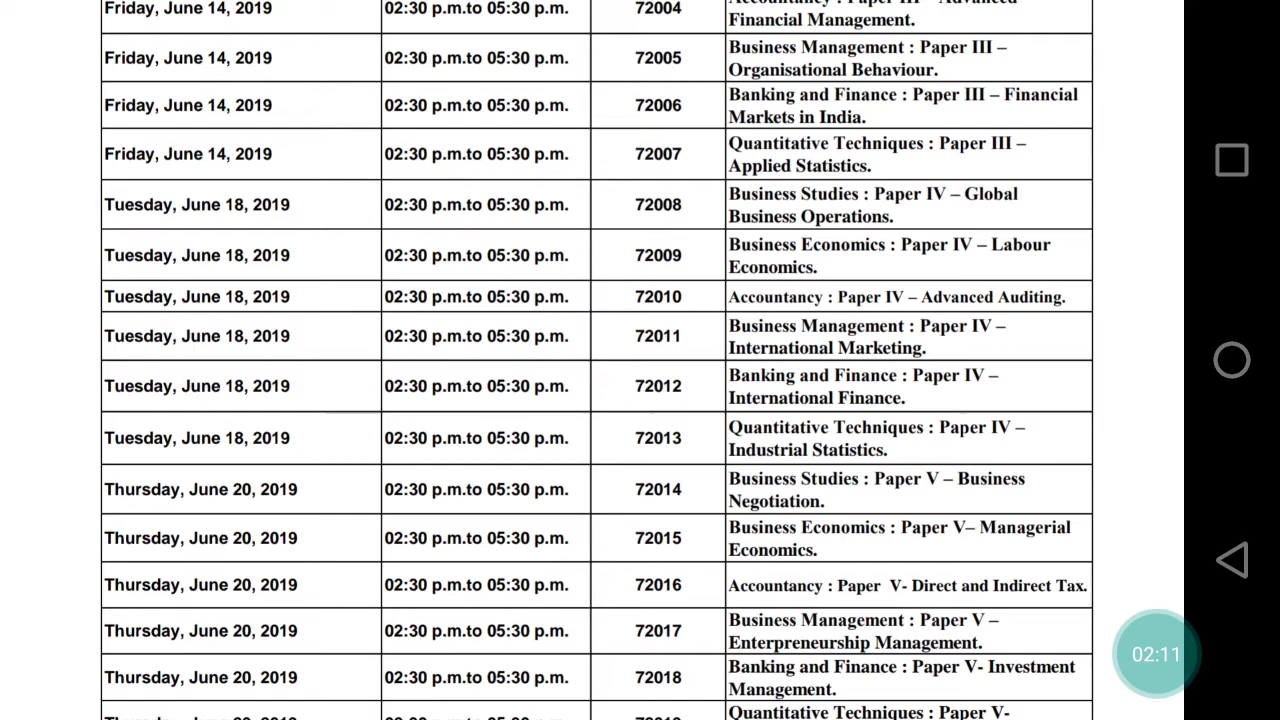 Friday, June 14, 2019 02:30 p.m.to 05:30 p.m. 72004 Accountancy : Paper III – Advanced
Financial Management.
Friday, June 14, 2019 02:30 p.m.to 05:30 p.m. 72005 Business Management : Paper III –
Organisational Behaviour.
Friday, June 14, 2019 02:30 p.m.to 05:30 p.m. 72006 Banking and Finance : Paper III – Financial
Markets in India.
Friday, June 14, 2019 02:30 p.m.to 05:30 p.m. 72007 Quantitative Techniques : Paper III –
Applied Statistics.
Tuesday, June 18, 2019 02:30 p.m.to 05:30 p.m. 72008 Business Studies : Paper IV – Global
Business Operations.
Tuesday, June 18, 2019 02:30 p.m.to 05:30 p.m. 72009 Business Economics : Paper IV – Labour
Economics.
Tuesday, June 18, 2019 02:30 p.m.to 05:30 p.m. 72010 Accountancy : Paper IV – Advanced Auditing.
Tuesday, June 18, 2019 02:30 p.m.to 05:30 p.m. 72011 Business Management : Paper IV –
International Marketing.
Tuesday, June 18, 2019 02:30 p.m.to 05:30 p.m. 72012 Banking and Finance : Paper IV –
International Finance.
Tuesday, June 18, 2019 02:30 p.m.to 05:30 p.m. 72013 Quantitative Techniques : Paper IV –
Industrial Statistics.
Thursday, June 20, 2019 02:30 p.m.to 05:30 p.m. 72014 Business Studies : Paper V – Business
Negotiation.
Thursday, June 20, 2019 02:30 p.m.to 05:30 p.m. 72015 Business Economics : Paper V– Managerial
Economics.
Thursday, June 20, 2019 02:30 p.m.to 05:30 p.m. 72016 Accountancy : Paper V- Direct and Indirect Tax.
Thursday, June 20, 2019 02:30 p.m.to 05:30 p.m. 72017 Business Management : Paper V –
Enterpreneurship Management.
02:11
Thursday, June 20, 2019 02:30 p.m.to 05:30 p.m. 72018 Banking and Finance : Paper V- Investment
Management.
Quantitative Techniques : Paper V-